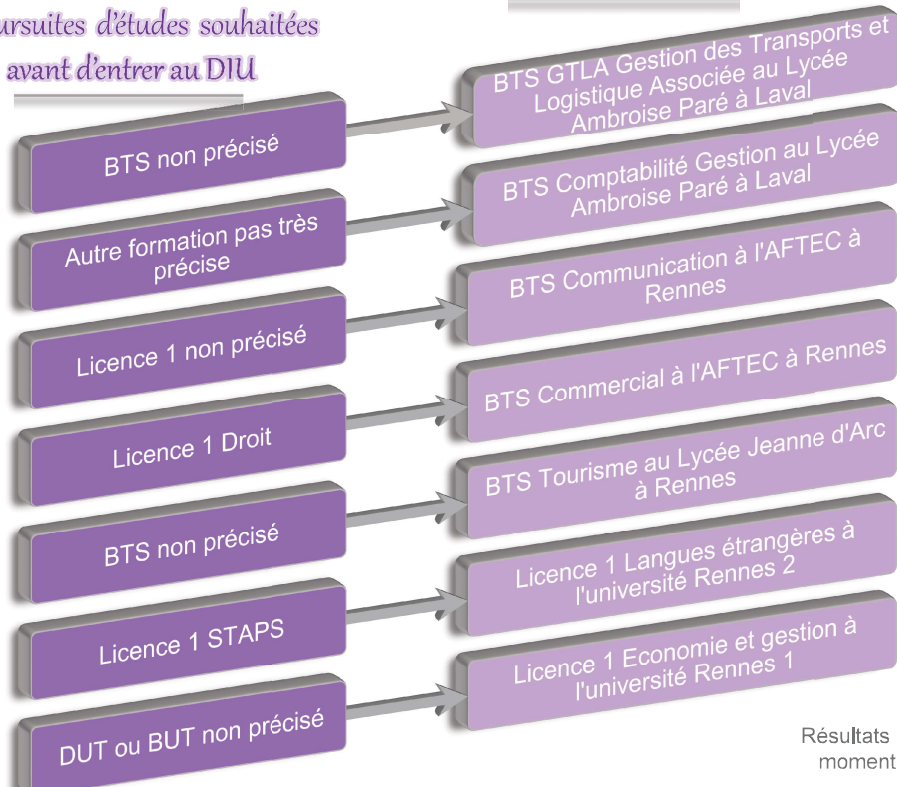 d'études souhaitées
avant d'entrer au DIU
BTS non précisé
BTS GTLA Gestion des Transports et
Logistique Associée au Lycée
Ambroise Paré à Laval
Autre formation pas très
précise
BTS Comptabilité Gestion au Lycée
Ambroise Paré à Laval
Licence 1 non précisé
BTS Communication à l'AFTEC à
Rennes
Licence 1 Droit
BTS Commercial à l'AFTEC à Rennes
BTS non précisé
BTS Tourisme au Lycée Jeanne d'Arc
à Rennes
Licence 1 STAPS
Licence 1 Langues étrangères à
l'université Rennes 2
DUT ou BUT non précisé
Licence 1 Economie et gestion à
l'université Rennes 1
Résultats
moment